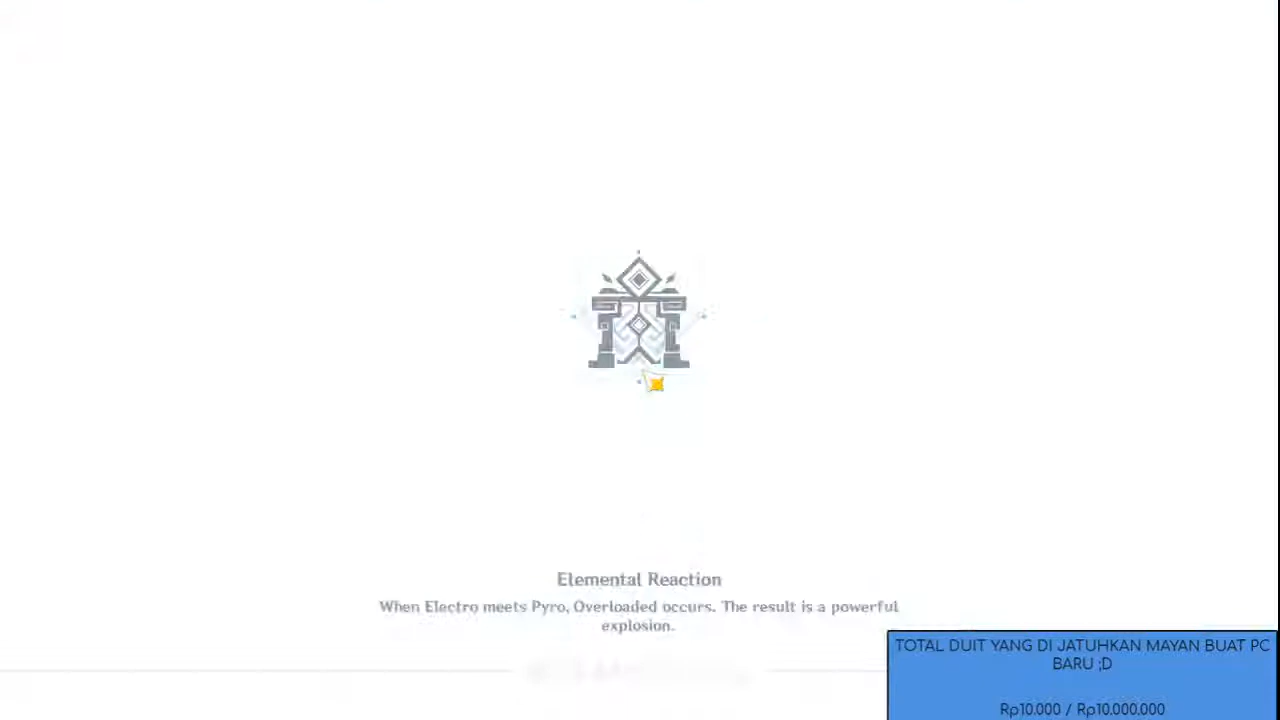 Elemental Reaction
When Electro meets Pyro, Overloaded occurs. The result is a powerful
explosion.
TOTAL DUIT YANG DI JATUHKAN MAYAN BUAT PC
BARU ;D
Rp10.000 / Rp10.000.000